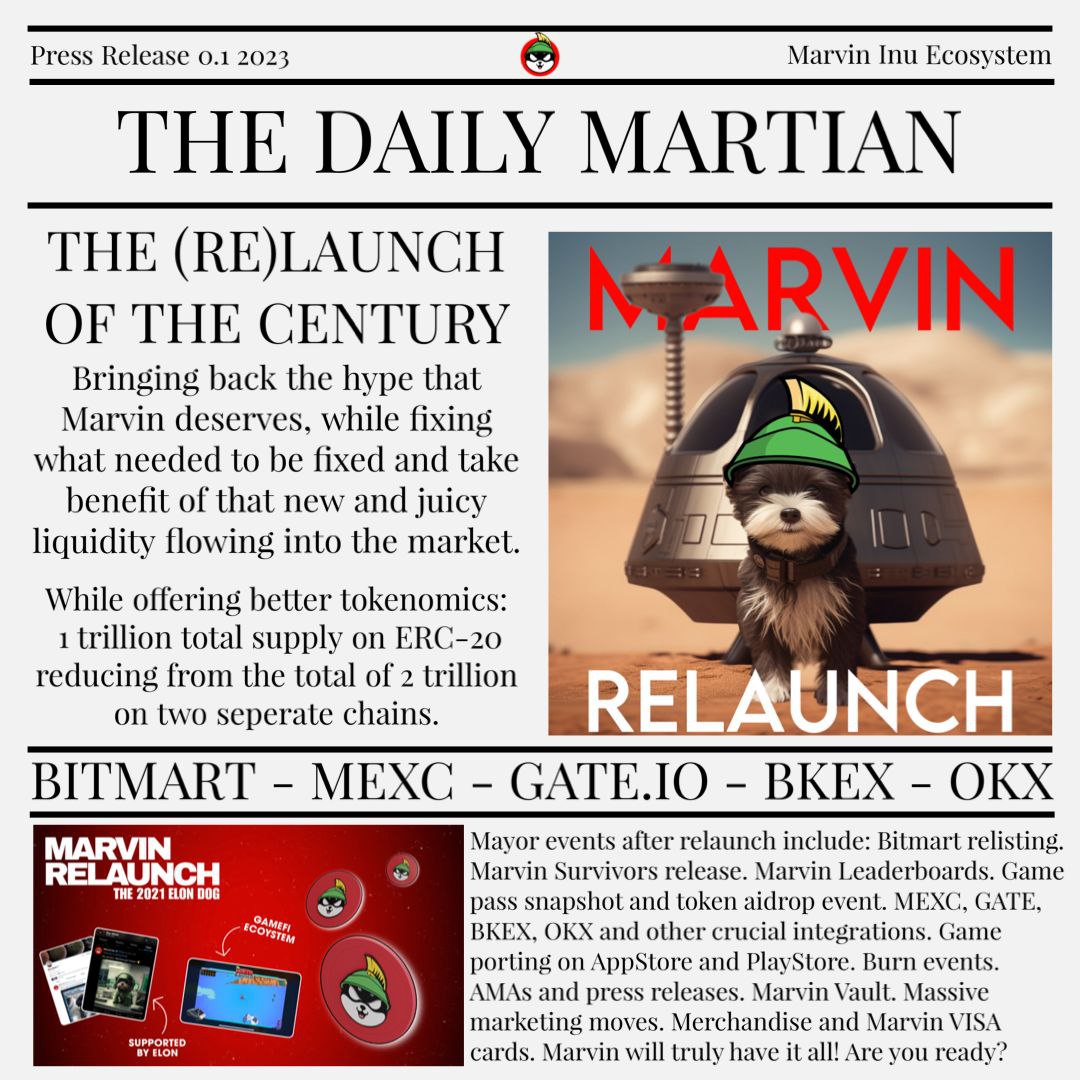 Press Release 0.1 2023
Marvin Inu Ecosystem
THE DAILY MARTIAN
THE (RE)LAUNCH
OF THE CENTURY
Bringing back the hype that
Marvin deserves, while fixing
what needed to be fixed and take
benefit of that new and juicy
liquidity flowing into the market.
While offering better tokenomics:
1 trillion total supply on ERC-20
reducing from the total of 2 trillion
on two seperate chains.
MARVIN
RELAUNCH
BITMART - MEXC - GATE.IO - BKEX - OKX
MARVIN
RELAUNCH
THE 2021 ELON DOG
GAMEFI
ECOYSTEM
SUPPORTED
BY ELON
Mayor events after relaunch include: Bitmart relisting.
Marvin Survivors release. Marvin Leaderboards. Game
pass snapshot and token aidrop event. MEXC, GATE,
BKEX, OKX and other crucial integrations. Game
porting on AppStore and PlayStore. Burn events.
AMAs and press releases. Marvin Vault. Massive
marketing moves. Merchandise and Marvin VISA
cards. Marvin will truly have it all! Are you ready?